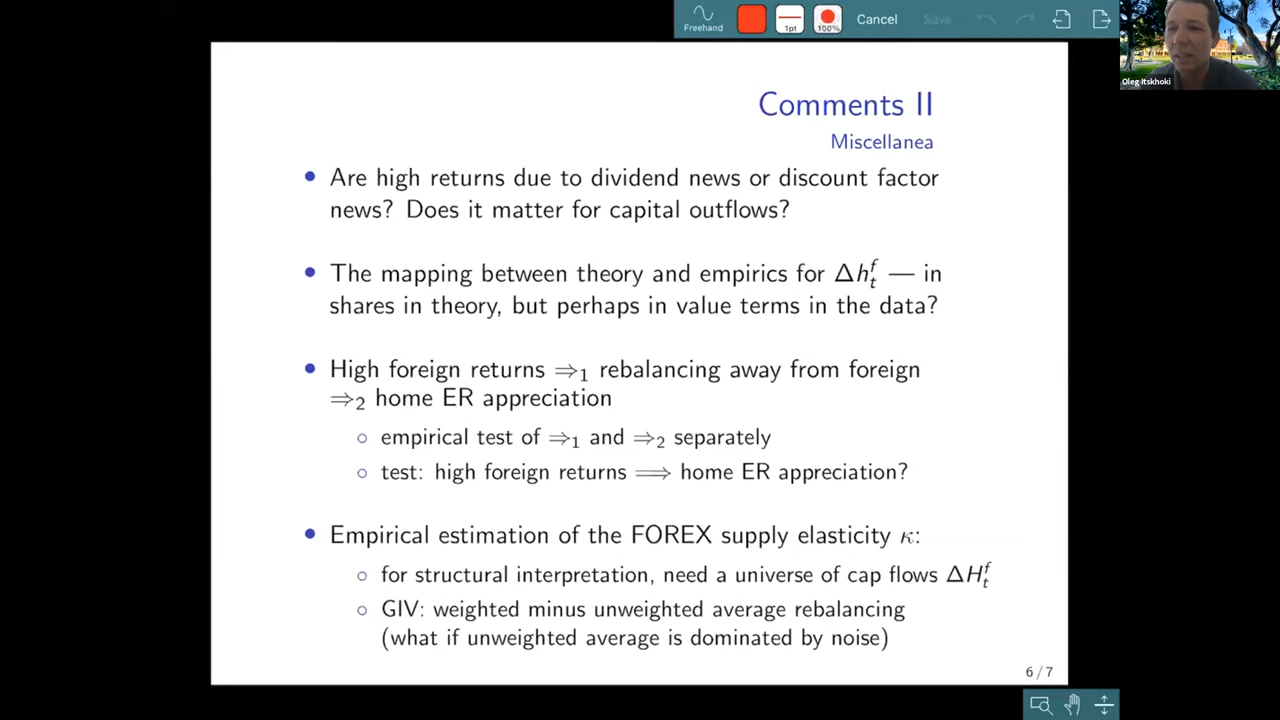 Freehand
1pt
100%
Cancel
Save
Oleg Itskhoki
Comments II
Miscellanea
• Are high returns due to dividend news or discount factor
news? Does it matter for capital outflows?
• The mapping between theory and empirics for Δhₜᶠ — in
shares in theory, but perhaps in value terms in the data?
• High foreign returns ⇒₁ rebalancing away from foreign
⇒₂ home ER appreciation
○ empirical test of ⇒₁ and ⇒₂ separately
○ test: high foreign returns ⟹ home ER appreciation?
• Empirical estimation of the FOREX supply elasticity κ:
○ for structural interpretation, need a universe of cap flows ΔHₜᶠ
○ GIV: weighted minus unweighted average rebalancing
(what if unweighted average is dominated by noise)
6 / 7